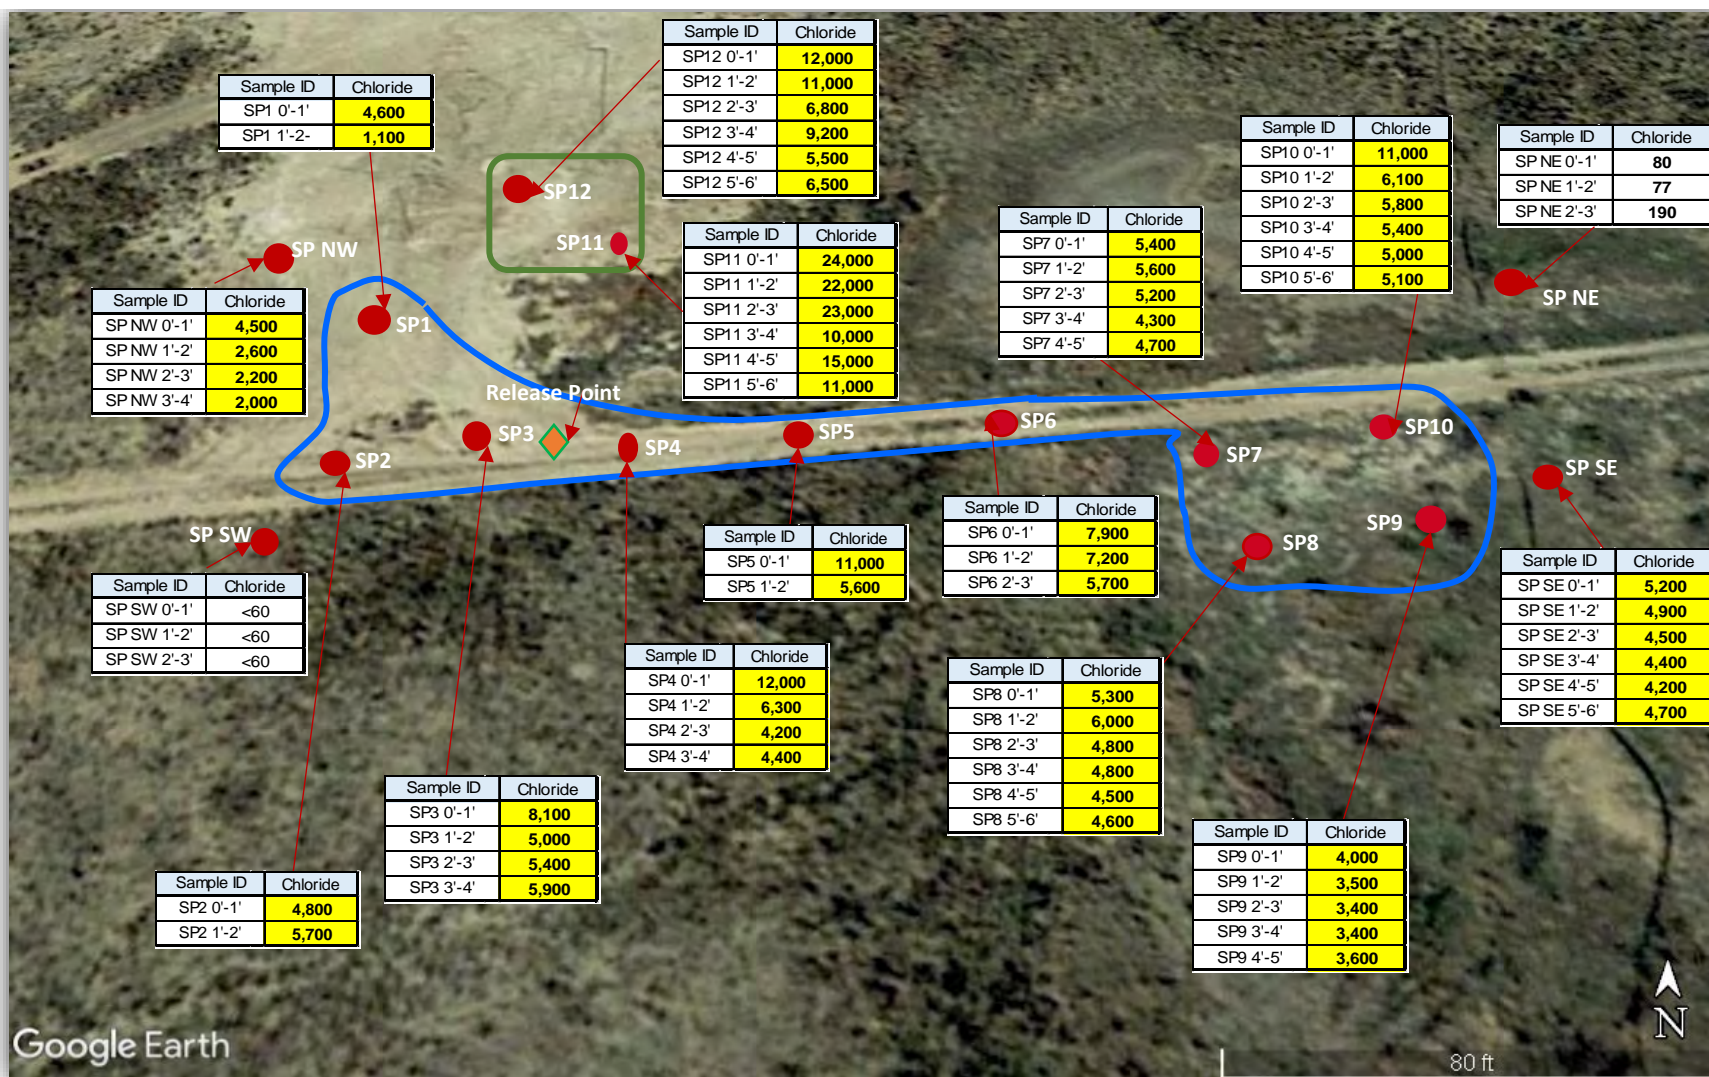 Sample ID Chloride
SP12 0'-1' 12,000
SP12 1'-2' 11,000
SP12 2'-3' 6,800
SP12 3'-4' 9,200
SP12 4'-5' 5,500
SP12 5'-6' 6,500
Sample ID Chloride
SP1 0'-1' 4,600
SP1 1'-2- 1,100
Sample ID Chloride
SP10 0'-1' 11,000
SP10 1'-2' 6,100
SP10 2'-3' 5,800
SP10 3'-4' 5,400
SP10 4'-5' 5,000
SP10 5'-6' 5,100
Sample ID Chloride
SP NE 0'-1' 80
SP NE 1'-2' 77
SP NE 2'-3' 190
SP12
SP11
SP NW
Sample ID Chloride
SP11 0'-1' 24,000
SP11 1'-2' 22,000
SP11 2'-3' 23,000
SP11 3'-4' 10,000
SP11 4'-5' 15,000
SP11 5'-6' 11,000
Sample ID Chloride
SP7 0'-1' 5,400
SP7 1'-2' 5,600
SP7 2'-3' 5,200
SP7 3'-4' 4,300
SP7 4'-5' 4,700
SP NE
Sample ID Chloride
SP NW 0'-1' 4,500
SP NW 1'-2' 2,600
SP NW 2'-3' 2,200
SP NW 3'-4' 2,000
SP1
Release Point
SP2
SP3
SP4
SP5
SP6
SP7
SP10
SP SE
SP9
SP8
SP SW
Sample ID Chloride
SP SW 0'-1' <60
SP SW 1'-2' <60
SP SW 2'-3' <60
Sample ID Chloride
SP5 0'-1' 11,000
SP5 1'-2' 5,600
Sample ID Chloride
SP6 0'-1' 7,900
SP6 1'-2' 7,200
SP6 2'-3' 5,700
Sample ID Chloride
SP SE 0'-1' 5,200
SP SE 1'-2' 4,900
SP SE 2'-3' 4,500
SP SE 3'-4' 4,400
SP SE 4'-5' 4,200
SP SE 5'-6' 4,700
Sample ID Chloride
SP4 0'-1' 12,000
SP4 1'-2' 6,300
SP4 2'-3' 4,200
SP4 3'-4' 4,400
Sample ID Chloride
SP8 0'-1' 5,300
SP8 1'-2' 6,000
SP8 2'-3' 4,800
SP8 3'-4' 4,800
SP8 4'-5' 4,500
SP8 5'-6' 4,600
Sample ID Chloride
SP3 0'-1' 8,100
SP3 1'-2' 5,000
SP3 2'-3' 5,400
SP3 3'-4' 5,900
Sample ID Chloride
SP9 0'-1' 4,000
SP9 1'-2' 3,500
SP9 2'-3' 3,400
SP9 3'-4' 3,400
SP9 4'-5' 3,600
Sample ID Chloride
SP2 0'-1' 4,800
SP2 1'-2' 5,700
N
Google Earth
80 ft